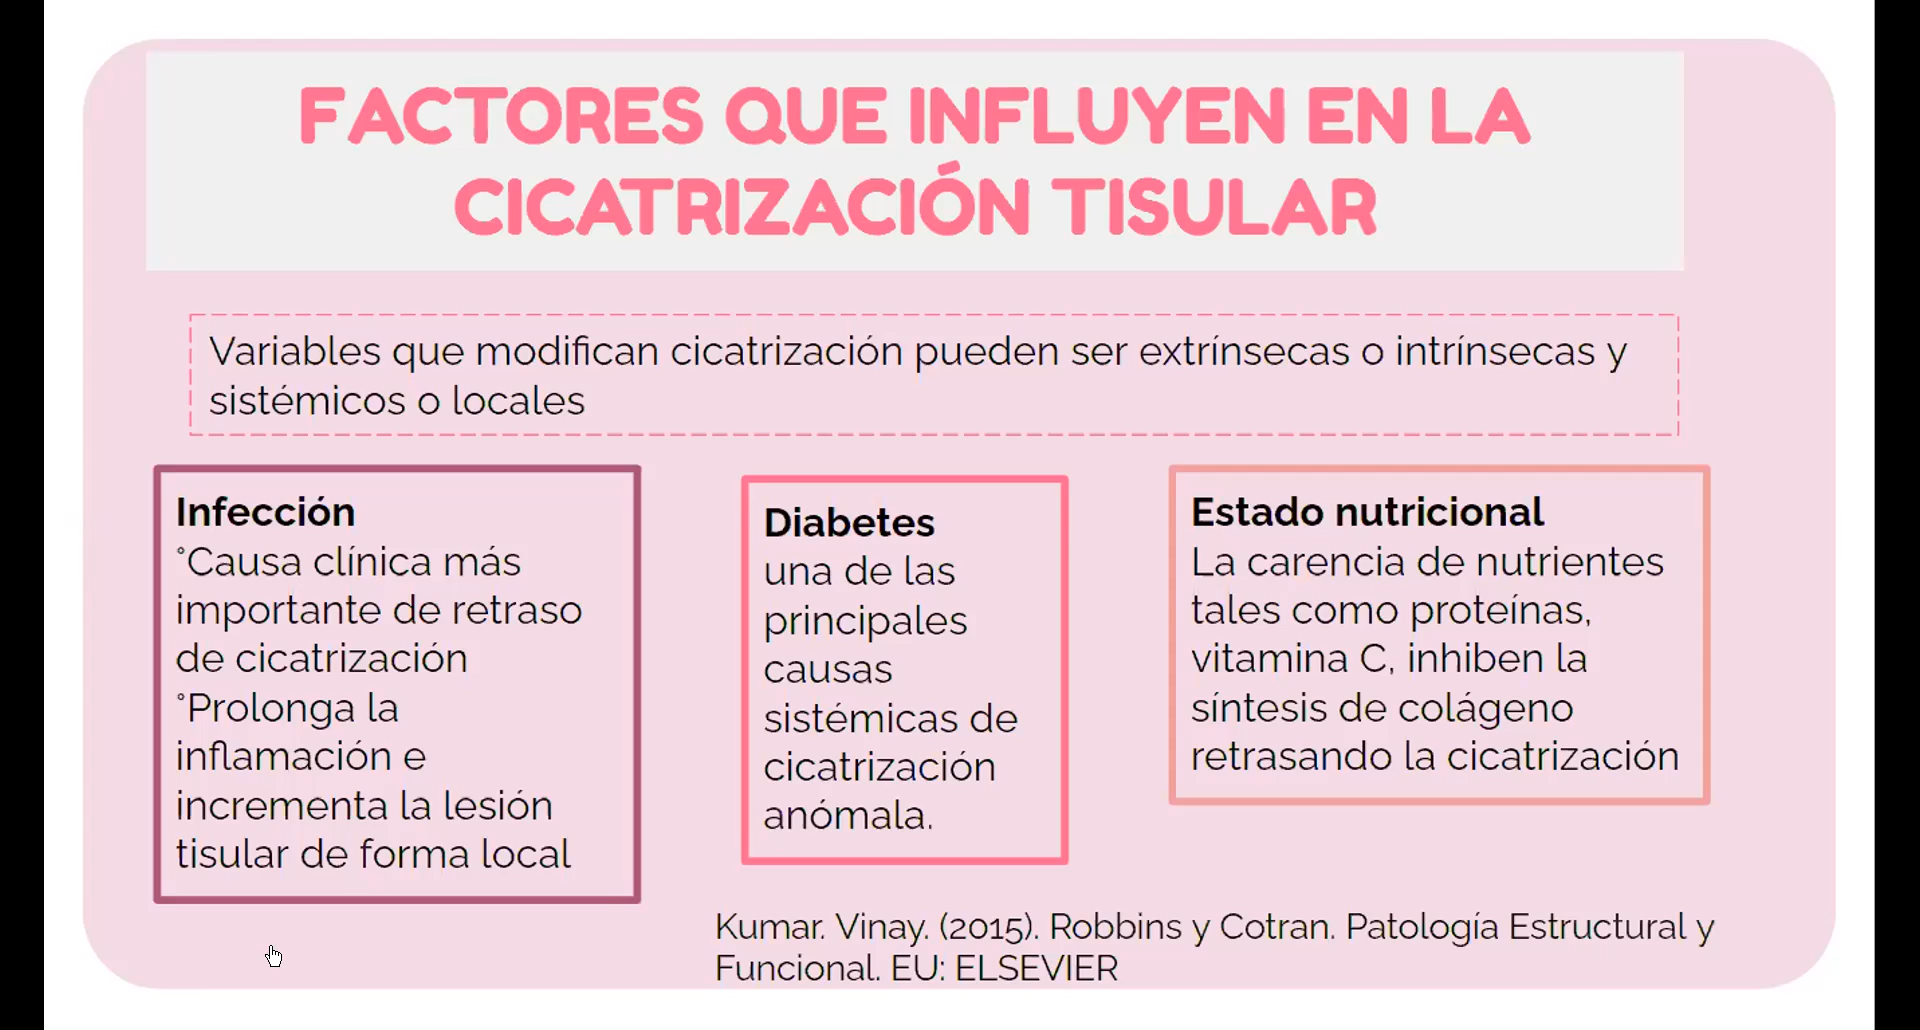 FACTORES QUE INFLUYEN EN LA
CICATRIZACIÓN TISULAR
Variables que modifican cicatrización pueden ser extrínsecas o intrínsecas y
sistémicos o locales
Infección
°Causa clínica más
importante de retraso
de cicatrización
°Prolonga la
inflamación e
incrementa la lesión
tisular de forma local
Diabetes
una de las
principales
causas
sistémicas de
cicatrización
anómala.
Estado nutricional
La carencia de nutrientes
tales como proteínas,
vitamina C, inhiben la
síntesis de colágeno
retrasando la cicatrización
Kumar. Vinay. (2015). Robbins y Cotran. Patología Estructural y
Funcional. EU: ELSEVIER